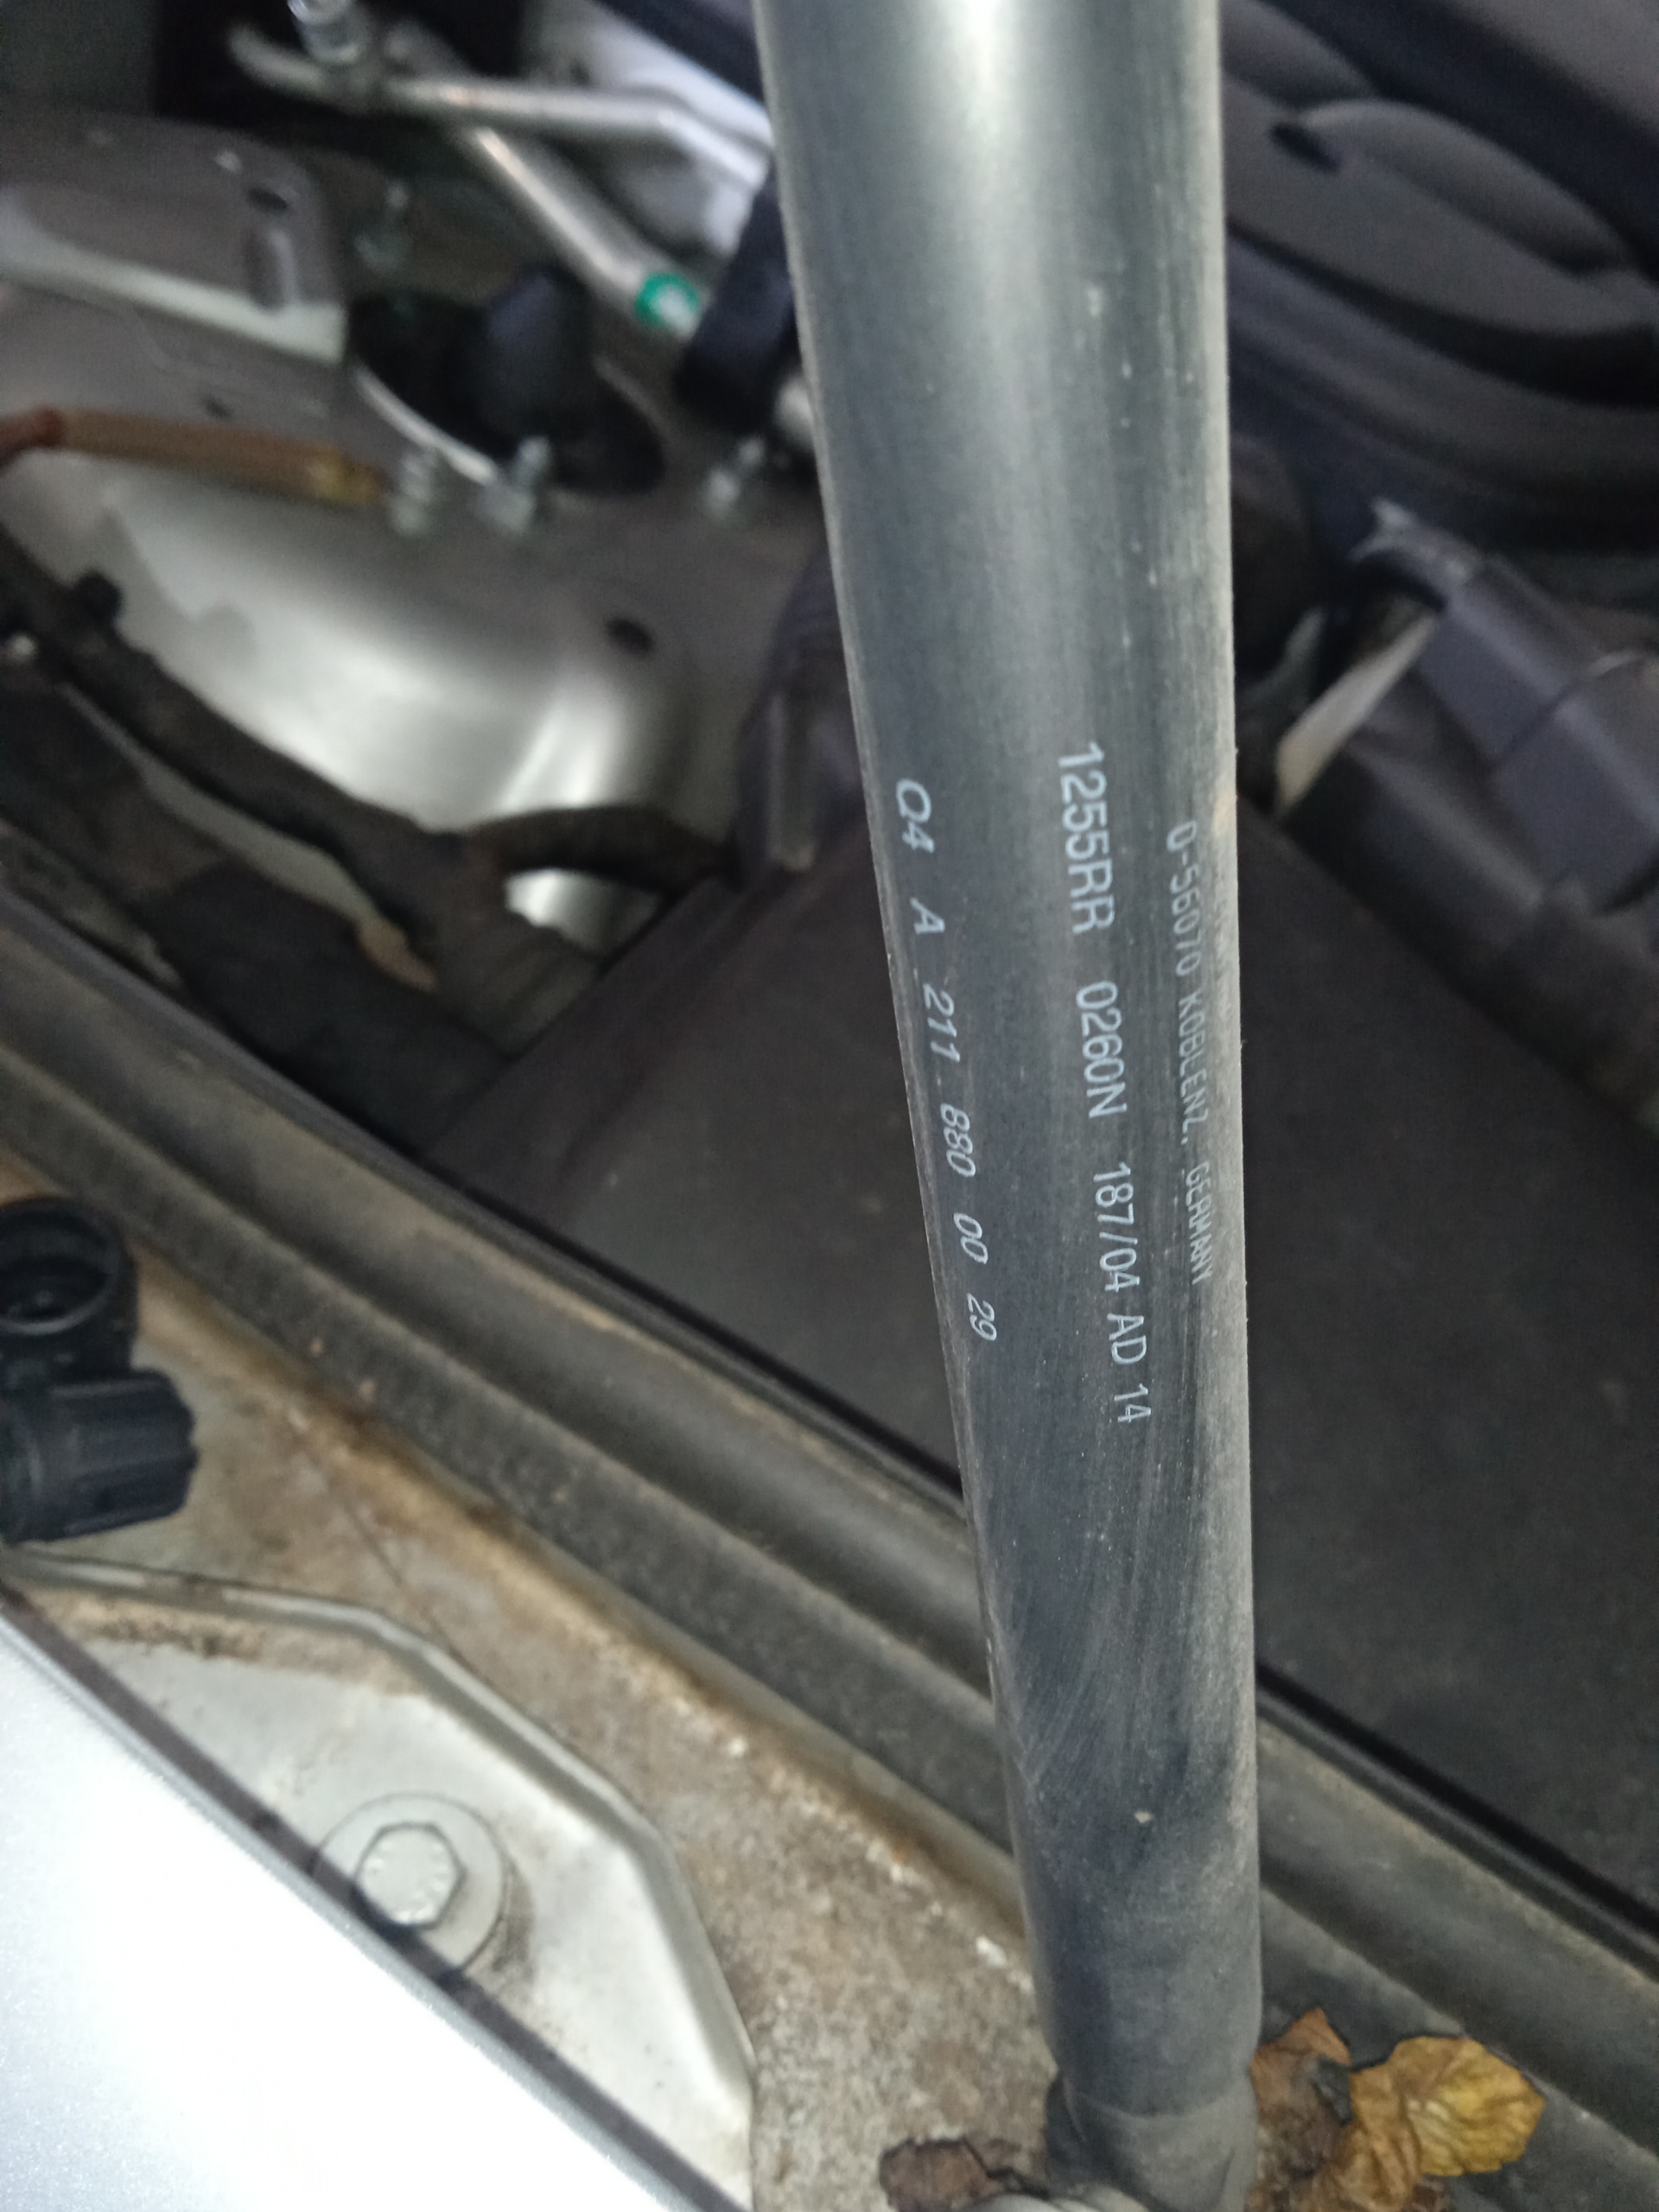 D-56070 KOBLENZ, GERMANY
1255RR 0260N 187/04 AD 14
Q4 A 211 880 00 29